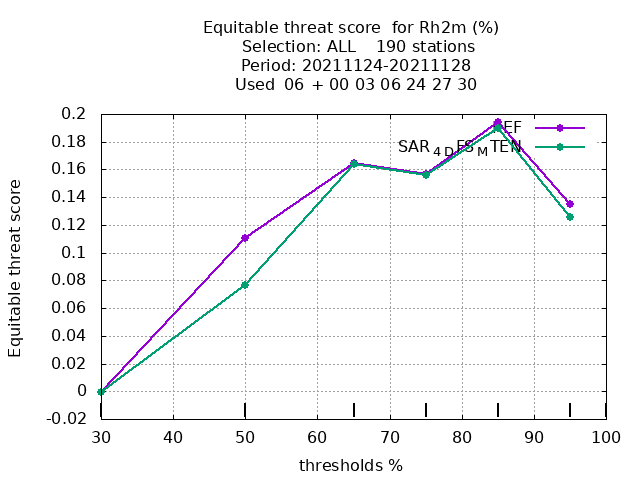 Equitable threat score for Rh2m (%)
Selection: ALL 190 stations
Period: 20211124-20211128
Used 06 + 00 03 06 24 27 30
0.2
0.18
0.16
0.14
0.12
0.1
0.08
0.06
0.04
0.02
0
-0.02
Equitable threat score
EF
SAR4DFSMTEN
30
40
50
60
70
80
90
100
thresholds %